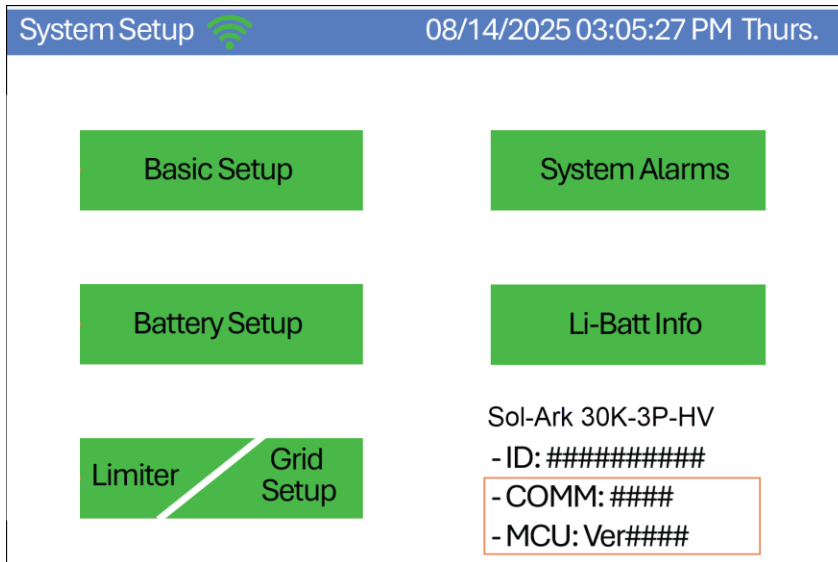 System Setup
08/14/2025 03:05:27 PM Thurs.
Basic Setup
System Alarms
Battery Setup
Li-Batt Info
Limiter
Grid
Setup
Sol-Ark 30K-3P-HV
- ID: ##########
- COMM: ####
- MCU: Ver####